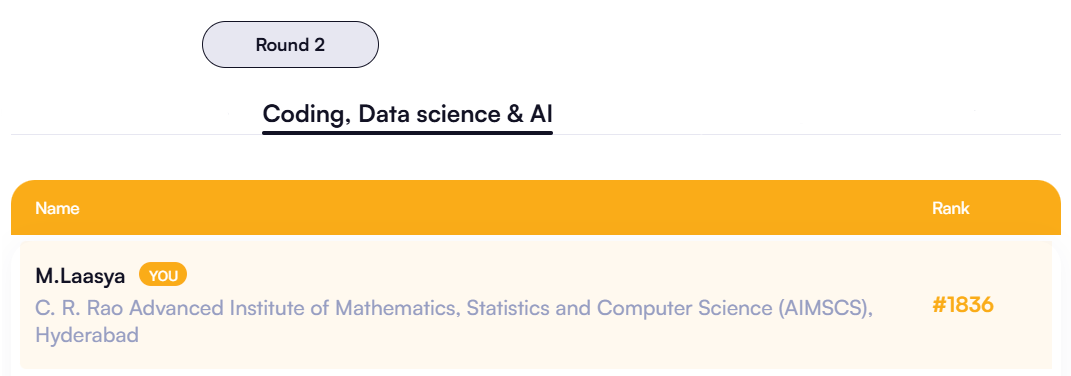 Round 2
Coding, Data science & AI
Name Rank
M.Laasya YOU
C. R. Rao Advanced Institute of Mathematics, Statistics and Computer Science (AIMSCS),
Hyderabad
#1836